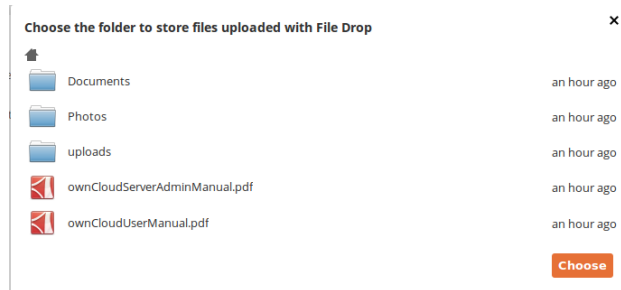 Choose the folder to store files uploaded with File Drop
Documents an hour ago
Photos an hour ago
uploads an hour ago
ownCloudServerAdminManual.pdf an hour ago
ownCloudUserManual.pdf an hour ago
Choose